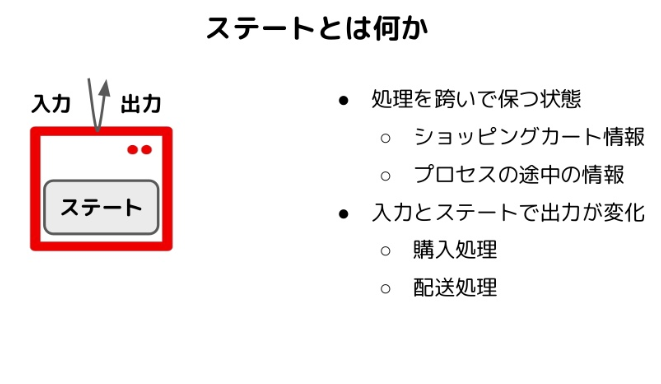 ステートとは何か
入力 出力
ステート
● 処理を跨いで保つ状態
○ ショッピングカート情報
○ プロセスの途中の情報
● 入力とステートで出力が変化
○ 購入処理
○ 配送処理